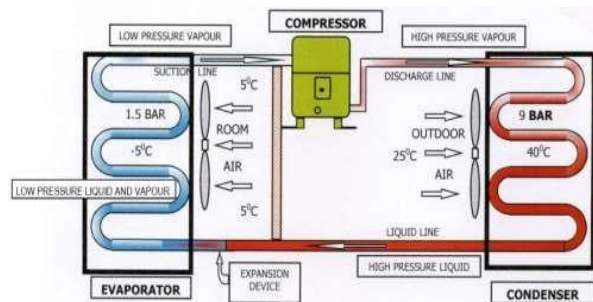 COMPRESSOR
LOW PRESSURE VAPOUR
HIGH PRESSURE VAPOUR
SUCTION LINE
DISCHARGE LINE
5⁰C
1.5 BAR
ROOM
OUTDOOR
9 BAR
-5⁰C
25⁰C
40⁰C
AIR
AIR
LOW PRESSURE LIQUID AND VAPOUR
5⁰C
LIQUID LINE
HIGH PRESSURE LIQUID
EVAPORATOR
EXPANSION
DEVICE
CONDENSER